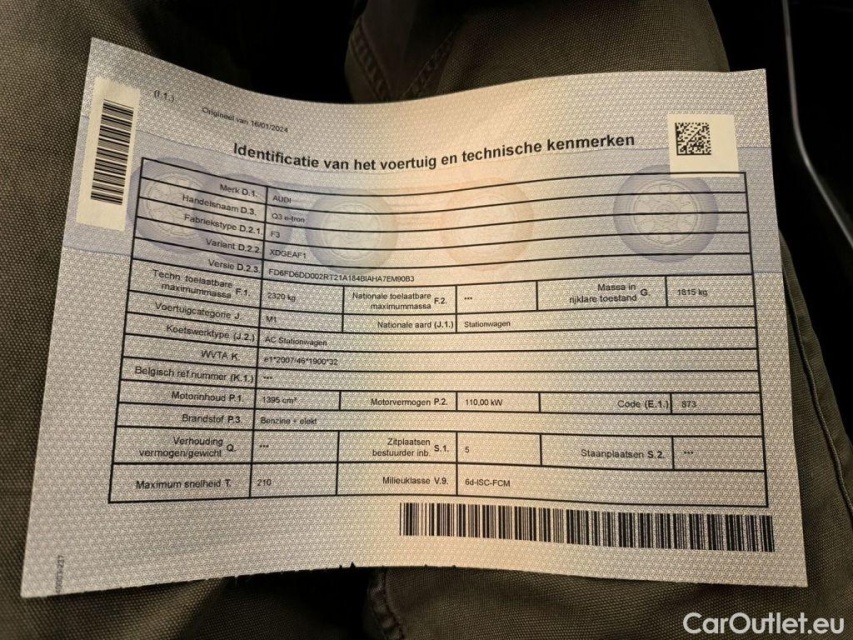 (I.1.)
Origineel van 16/01/2024
Identificatie van het voertuig en technische kenmerken
Merk D.1. AUDI
Handelsnaam D.3. Q3 e-tron
Fabriekstype D.2.1. F3
Variant D.2.2. XDGEAF1
Versie D.2.3. FD6FD6DD002RT21A184BIAHA7EM90B3
Techn toelaatbare maximummassa F.1. 2320 kg Nationale toelaatbare maximummassa F.2. --- Massa in rijklare toestand G. 1815 kg
Voertuigcategorie J. M1 Nationale aard (J.1.) Stationwagen
Koetswerktype (J.2.) AC Stationwagen
WVTA K. e1*2007/46*1900*32
Belgisch ref.nummer (K.1.) ---
Motorinhoud P.1. 1395 cm³ Motorvermogen P.2. 110,00 kW Code (E.1.) 873
Brandstof P.3. Benzine + elekt
Verhouding vermogen/gewicht Q. --- Zitplaatsen bestuurder inb. S.1. 5 Staanplaatsen S.2. ---
Maximum snelheid T. 210 Milieuklasse V.9. 6d-ISC-FCM
CarOutlet.eu